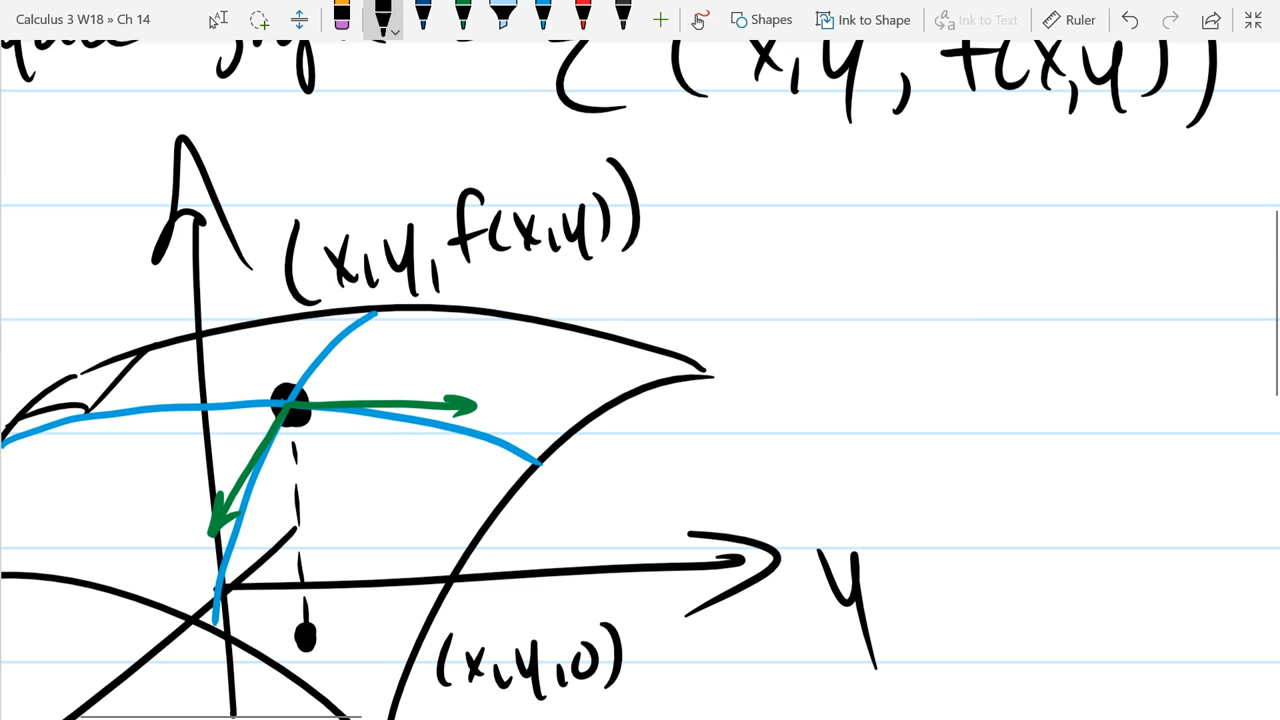 Calculus 3 W18 » Ch 14
Shapes
Ink to Shape
Ink to Text
Ruler
{ (x,y, f(x,y))
(x,y, f(x,y))
y
(x,y,0)